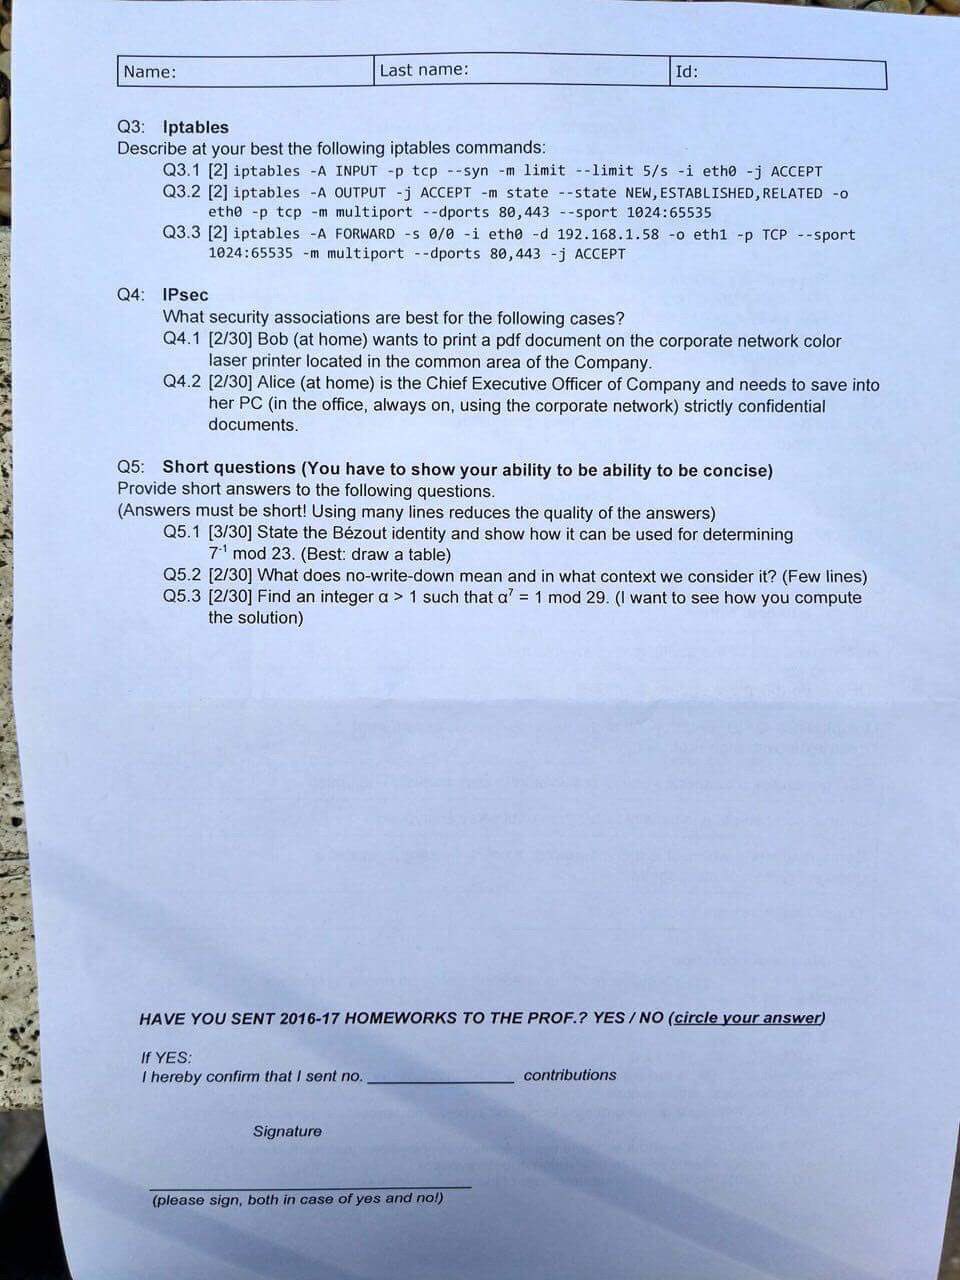 Name: Last name: Id:
Q3: Iptables
Describe at your best the following iptables commands:
Q3.1 [2] iptables -A INPUT -p tcp --syn -m limit --limit 5/s -i eth0 -j ACCEPT
Q3.2 [2] iptables -A OUTPUT -j ACCEPT -m state --state NEW,ESTABLISHED,RELATED -o
eth0 -p tcp -m multiport --dports 80,443 --sport 1024:65535
Q3.3 [2] iptables -A FORWARD -s 0/0 -i eth0 -d 192.168.1.58 -o eth1 -p TCP --sport
1024:65535 -m multiport --dports 80,443 -j ACCEPT
Q4: IPsec
What security associations are best for the following cases?
Q4.1 [2/30] Bob (at home) wants to print a pdf document on the corporate network color
laser printer located in the common area of the Company.
Q4.2 [2/30] Alice (at home) is the Chief Executive Officer of Company and needs to save into
her PC (in the office, always on, using the corporate network) strictly confidential
documents.
Q5: Short questions (You have to show your ability to be ability to be concise)
Provide short answers to the following questions.
(Answers must be short! Using many lines reduces the quality of the answers)
Q5.1 [3/30] State the Bézout identity and show how it can be used for determining
7⁻¹ mod 23. (Best: draw a table)
Q5.2 [2/30] What does no-write-down mean and in what context we consider it? (Few lines)
Q5.3 [2/30] Find an integer α > 1 such that α⁷ = 1 mod 29. (I want to see how you compute
the solution)
HAVE YOU SENT 2016-17 HOMEWORKS TO THE PROF.? YES / NO (circle your answer)
If YES:
I hereby confirm that I sent no. ________________ contributions
Signature
(please sign, both in case of yes and no!)